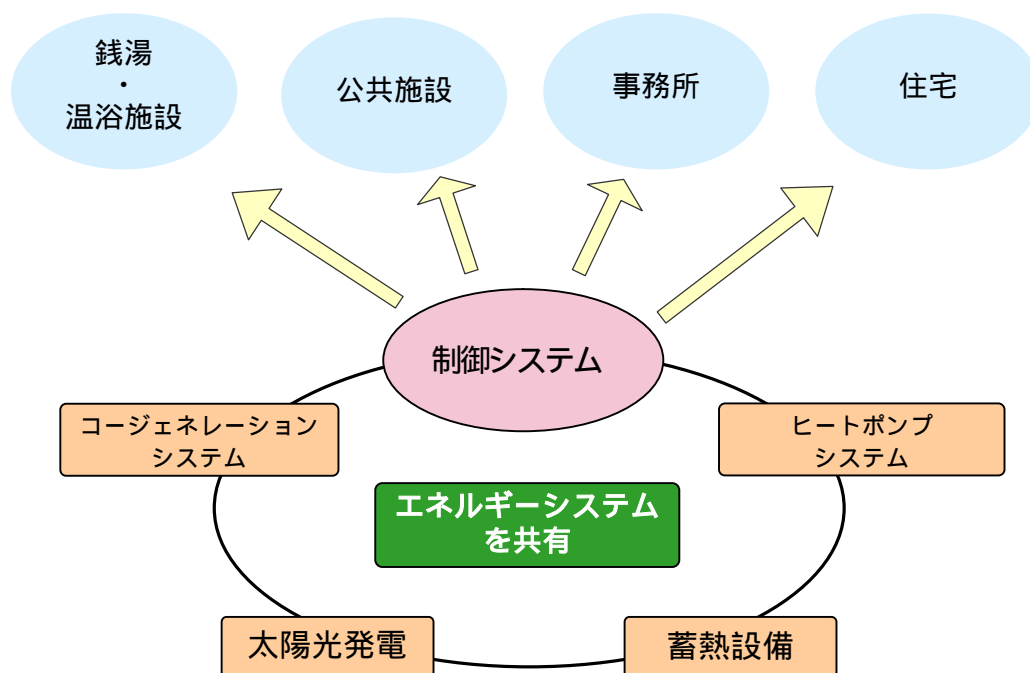 銭湯
・
温浴施設
公共施設
事務所
住宅
制御システム
コージェネレーション
システム
ヒートポンプ
システム
エネルギーシステム
を共有
太陽光発電
蓄熱設備